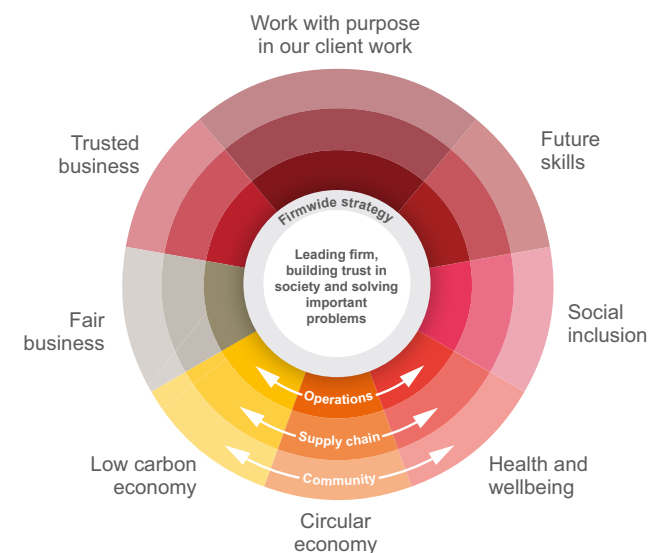 Work with purpose
in our client work
Trusted
business
Future
skills
Firmwide strategy
Leading firm,
building trust in
society and solving
important
problems
Fair
business
Social
inclusion
Operations
Supply chain
Community
Low carbon
economy
Health and
wellbeing
Circular
economy